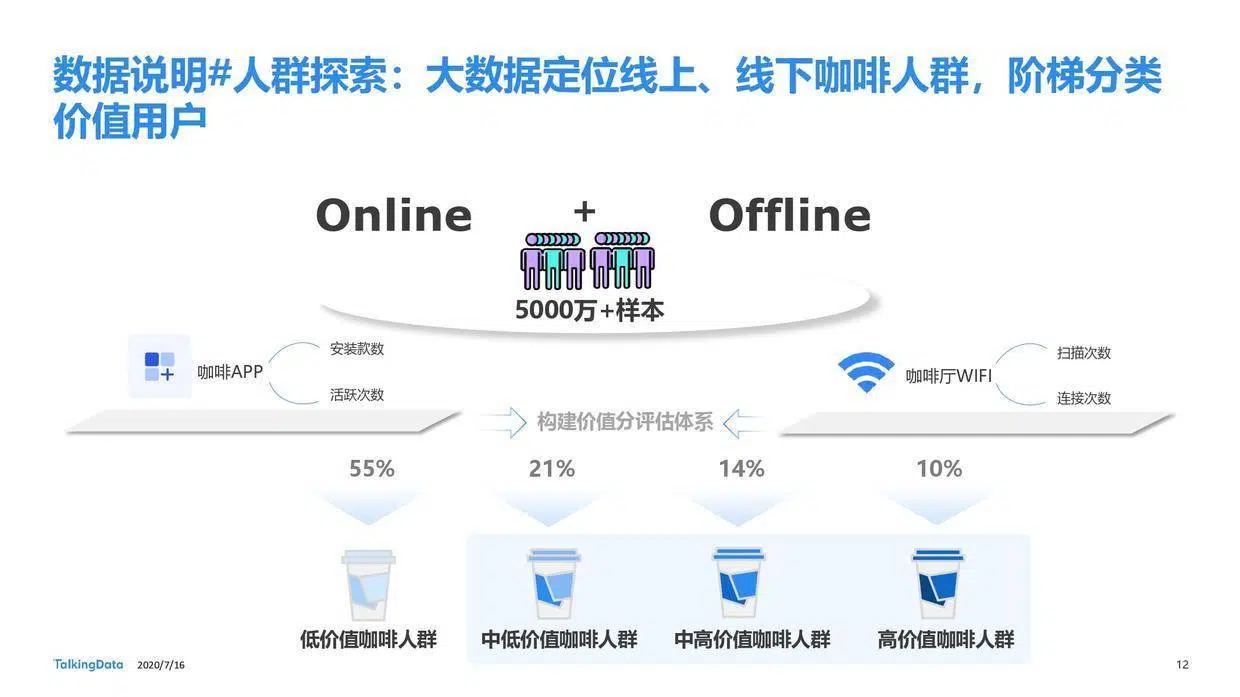 数据说明#人群探索：大数据定位线上、线下咖啡人群，阶梯分类
价值用户
Online + Offline
5000万+样本
咖啡APP
安装款数
活跃次数
咖啡厅WIFI
扫描次数
连接次数
构建价值分评估体系
55% 21% 14% 10%
低价值咖啡人群 中低价值咖啡人群 中高价值咖啡人群 高价值咖啡人群
TalkingData 2020/7/16 12